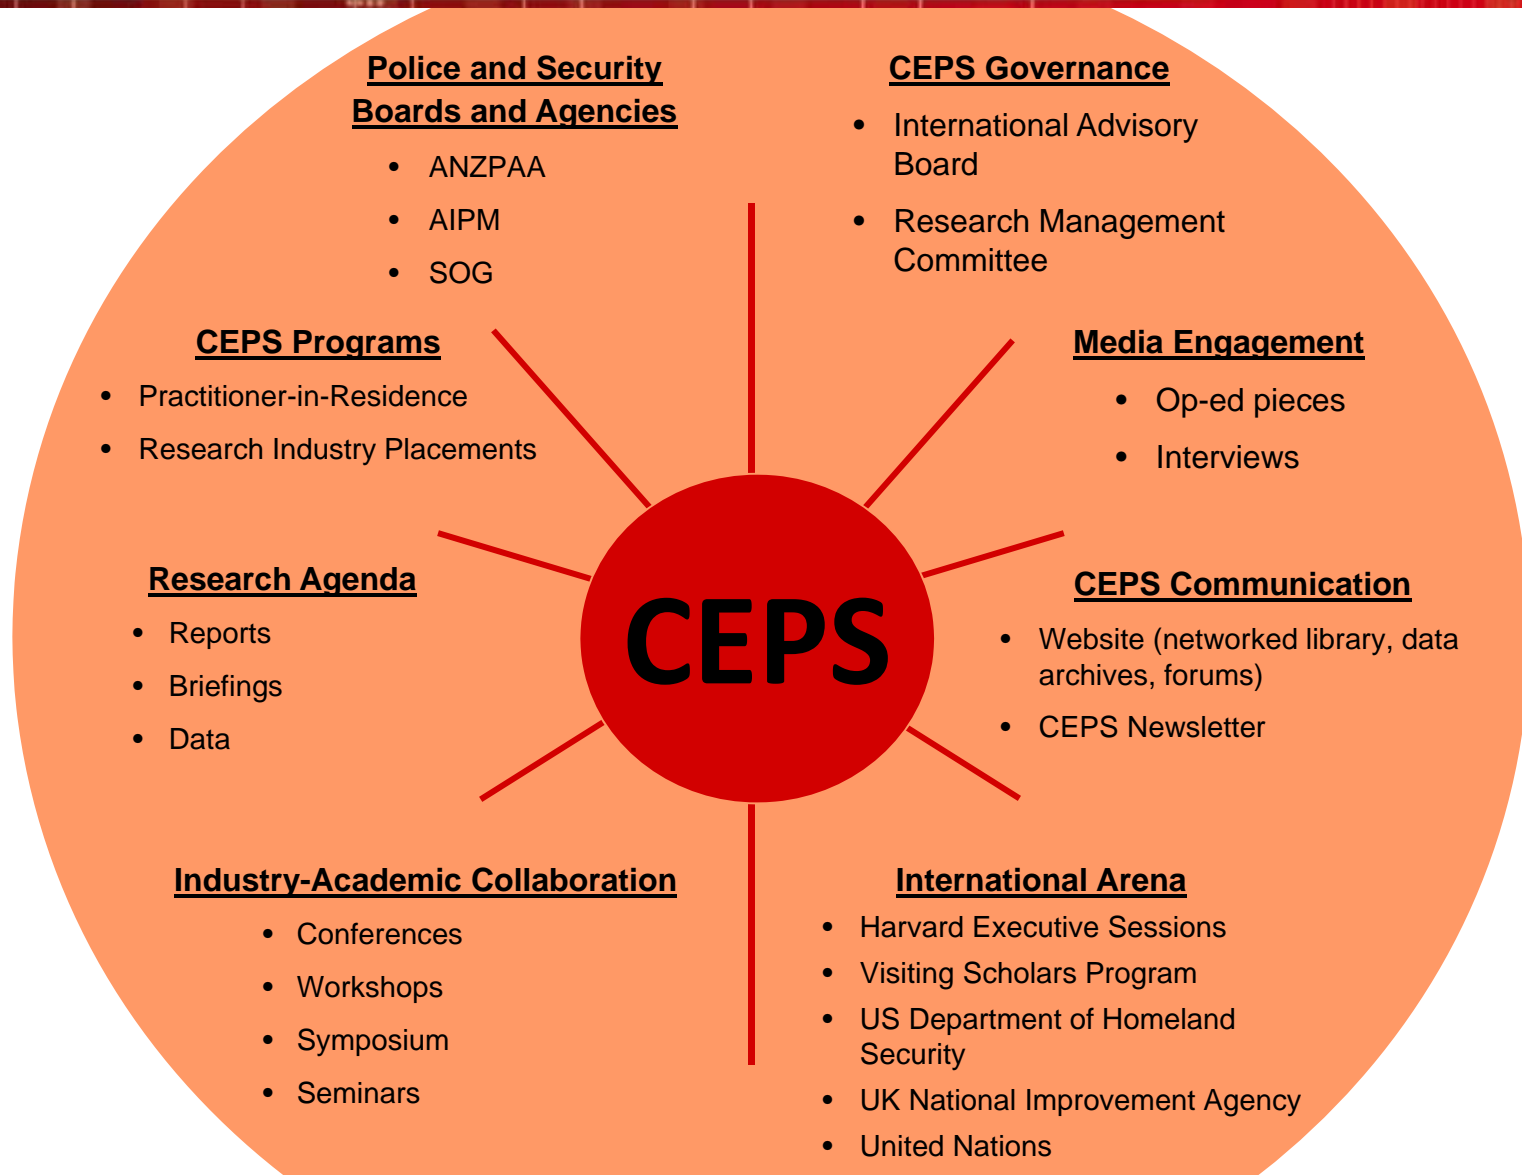 Police and Security
Boards and Agencies
• ANZPAA
• AIPM
• SOG
CEPS Governance
• International Advisory
Board
• Research Management
Committee
CEPS Programs
• Practitioner-in-Residence
• Research Industry Placements
Media Engagement
• Op-ed pieces
• Interviews
Research Agenda
• Reports
• Briefings
• Data
CEPS
CEPS Communication
• Website (networked library, data
archives, forums)
• CEPS Newsletter
Industry-Academic Collaboration
• Conferences
• Workshops
• Symposium
• Seminars
International Arena
• Harvard Executive Sessions
• Visiting Scholars Program
• US Department of Homeland
Security
• UK National Improvement Agency
• United Nations